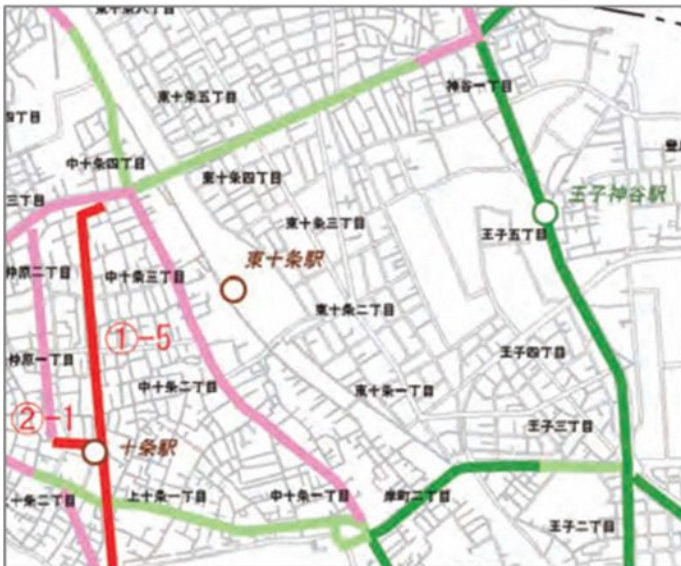 東十条六丁目
東十条五丁目
神谷一丁目
四丁目
中十条四丁目
東十条四丁目
三丁目
王子神谷駅
東十条三丁目
王子五丁目
東十条駅
仲原二丁目
中十条三丁目
東十条二丁目
①-5
王子四丁目
仲原一丁目
中十条二丁目
東十条一丁目
②-1
王子三丁目
十条駅
十条二丁目
上十条一丁目
中十条一丁目
岸町二丁目
王子二丁目